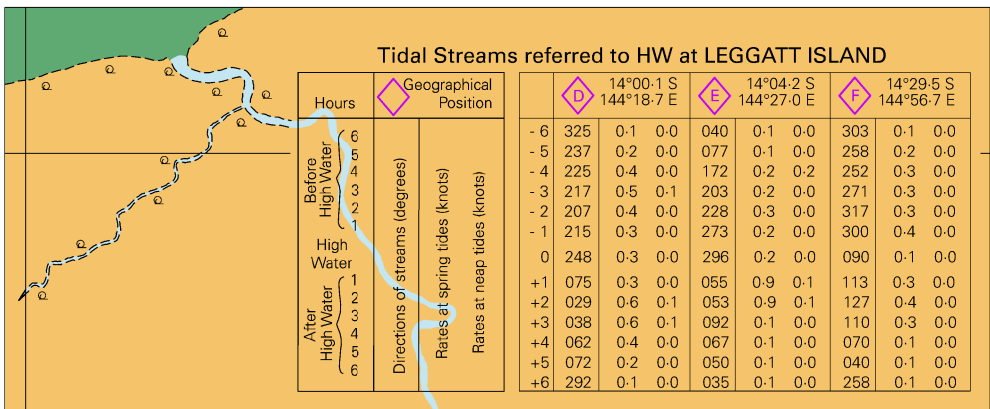 Tidal Streams referred to HW at LEGGATT ISLAND
Hours
Geographical
Position
Before
High Water
6
5
4
3
2
1
High
Water
After
High Water
1
2
3
4
5
6
Directions of streams (degrees)
Rates at spring tides (knots)
Rates at neap tides (knots)
D 14°00·1 S E 14°04·2 S F 14°29·5 S
144°18·7 E 144°27·0 E 144°56·7 E
- 6 325 0·1 0·0 040 0·1 0·0 303 0·1 0·0
- 5 237 0·2 0·0 077 0·1 0·0 258 0·2 0·0
- 4 225 0·4 0·0 172 0·2 0·2 252 0·3 0·0
- 3 217 0·5 0·1 203 0·2 0·0 271 0·3 0·0
- 2 207 0·4 0·0 228 0·3 0·0 317 0·3 0·0
- 1 215 0·3 0·0 273 0·2 0·0 300 0·4 0·0
0 248 0·3 0·0 296 0·2 0·0 090 0·1 0·0
+1 075 0·3 0·0 055 0·9 0·1 113 0·3 0·0
+2 029 0·6 0·1 053 0·9 0·1 127 0·4 0·0
+3 038 0·6 0·1 092 0·1 0·0 110 0·3 0·0
+4 062 0·4 0·0 067 0·1 0·0 070 0·1 0·0
+5 072 0·2 0·0 050 0·1 0·0 040 0·1 0·0
+6 292 0·1 0·0 035 0·1 0·0 258 0·1 0·0